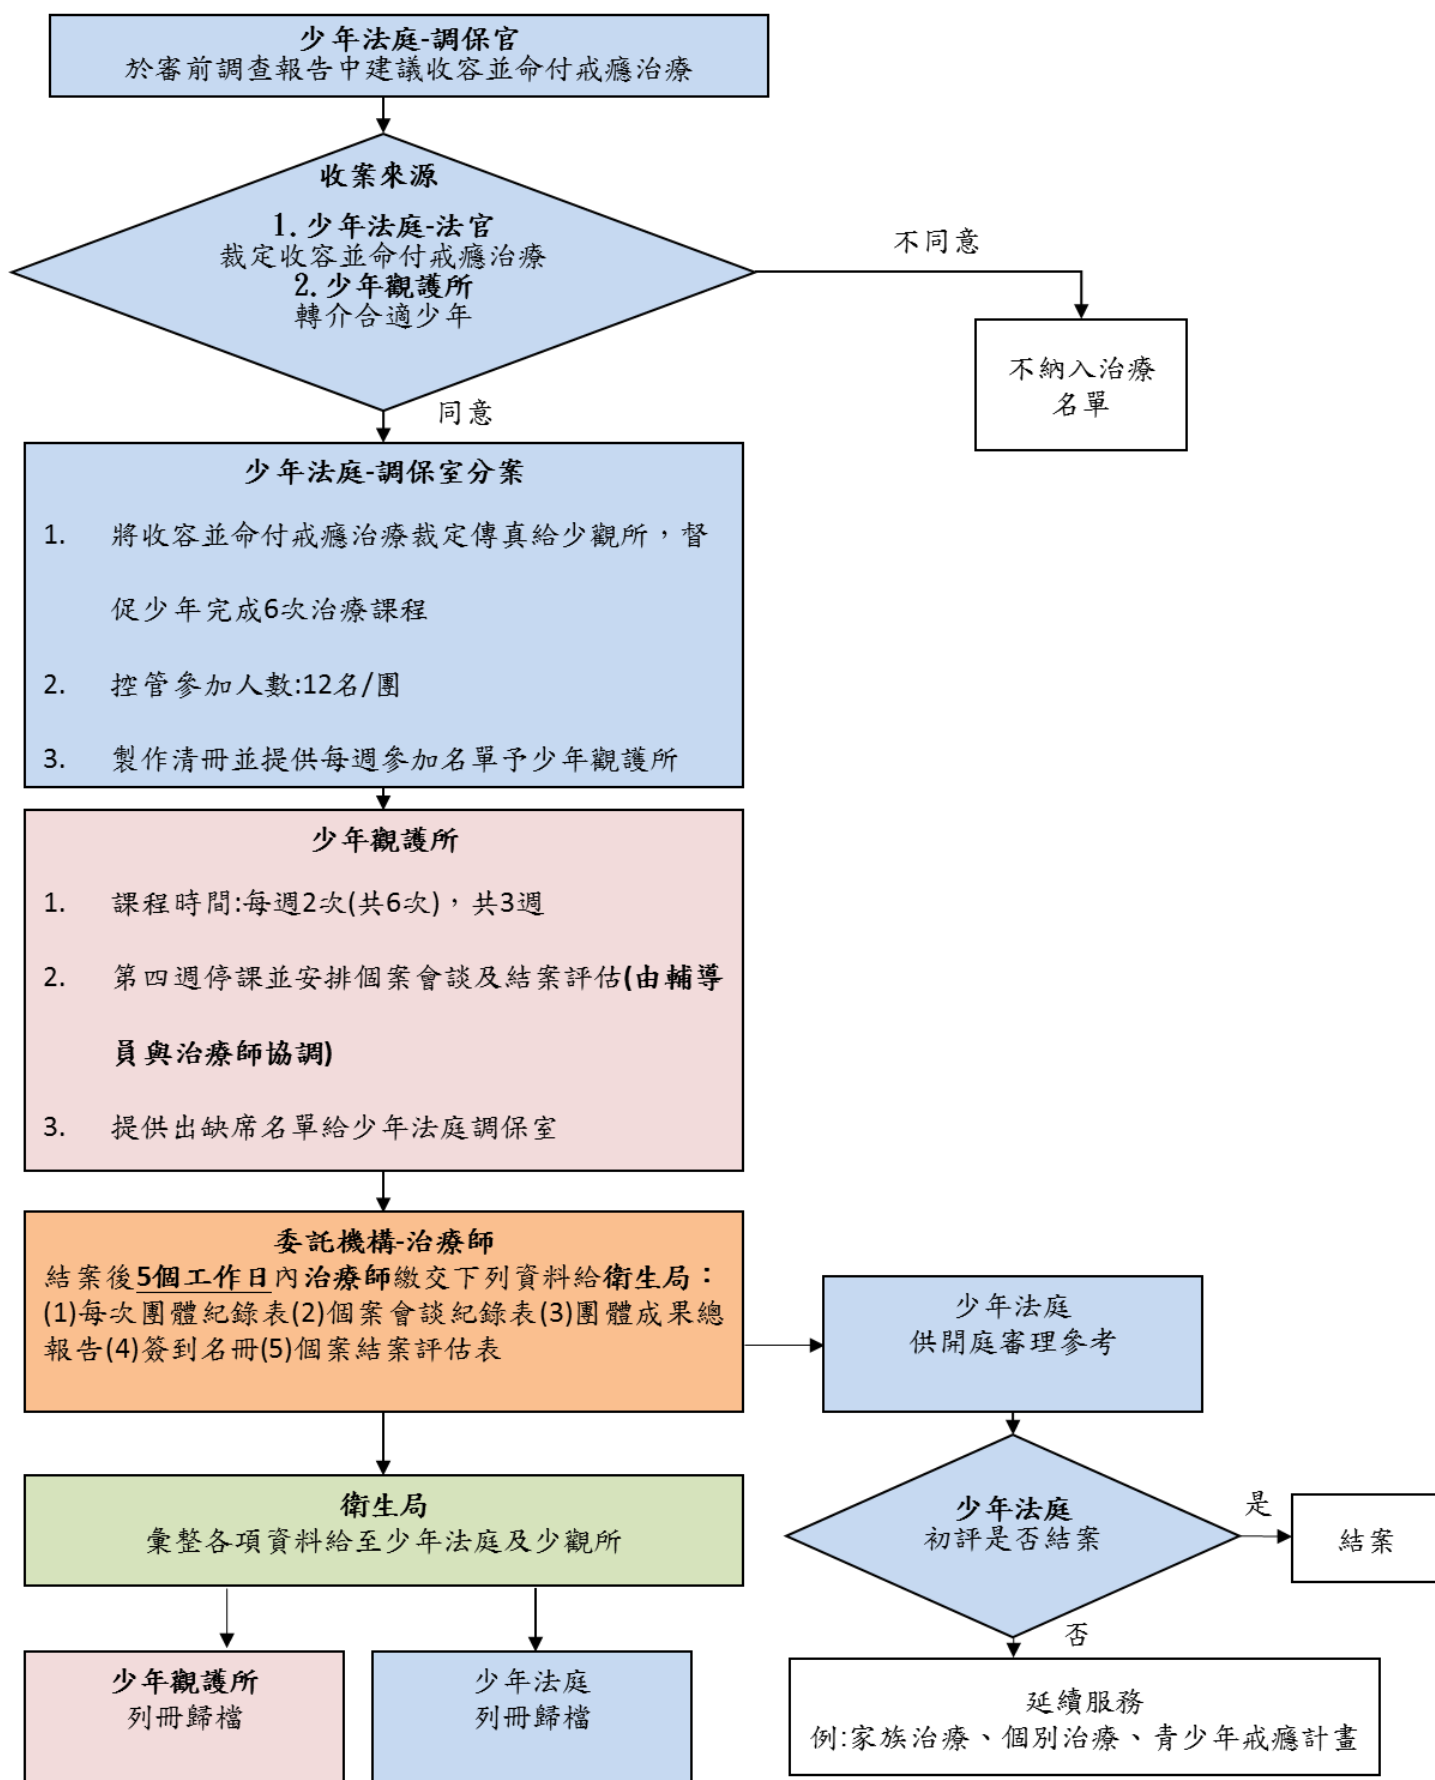 少年法庭-調保官
於審前調查報告中建議收容並命付戒癮治療
收案來源
1. 少年法庭-法官
裁定收容並命付戒癮治療
2. 少年觀護所
轉介合適少年
不同意
不納入治療
名單
同意
少年法庭-調保室分案
1. 將收容並命付戒癮治療裁定傳真給少觀所，督
促少年完成6次治療課程
2. 控管參加人數:12名/團
3. 製作清冊並提供每週參加名單予少年觀護所
少年觀護所
1. 課程時間:每週2次(共6次)，共3週
2. 第四週停課並安排個案會談及結案評估(由輔導
員與治療師協調)
3. 提供出缺席名單給少年法庭調保室
委託機構-治療師
結案後5個工作日內治療師繳交下列資料給衛生局：
(1)每次團體紀錄表(2)個案會談紀錄表(3)團體成果總
報告(4)簽到名冊(5)個案結案評估表
少年法庭
供開庭審理參考
衛生局
彙整各項資料給至少年法庭及少觀所
少年法庭
初評是否結案
是
結案
否
少年觀護所
列冊歸檔
少年法庭
列冊歸檔
延續服務
例:家族治療、個別治療、青少年戒癮計畫